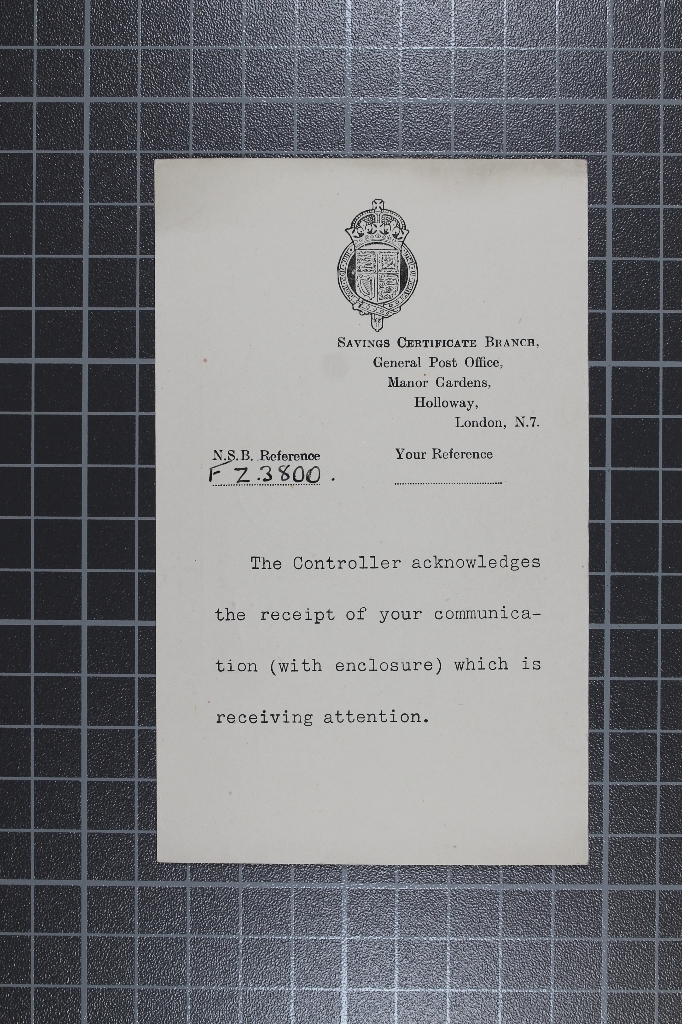 SAVINGS CERTIFICATE BRANCH,
General Post Office,
Manor Gardens,
Holloway,
London, N.7.
N.S.B. Reference
F Z.3800.
Your Reference
The Controller acknowledges
the receipt of your communica-
tion (with enclosure) which is
receiving attention.